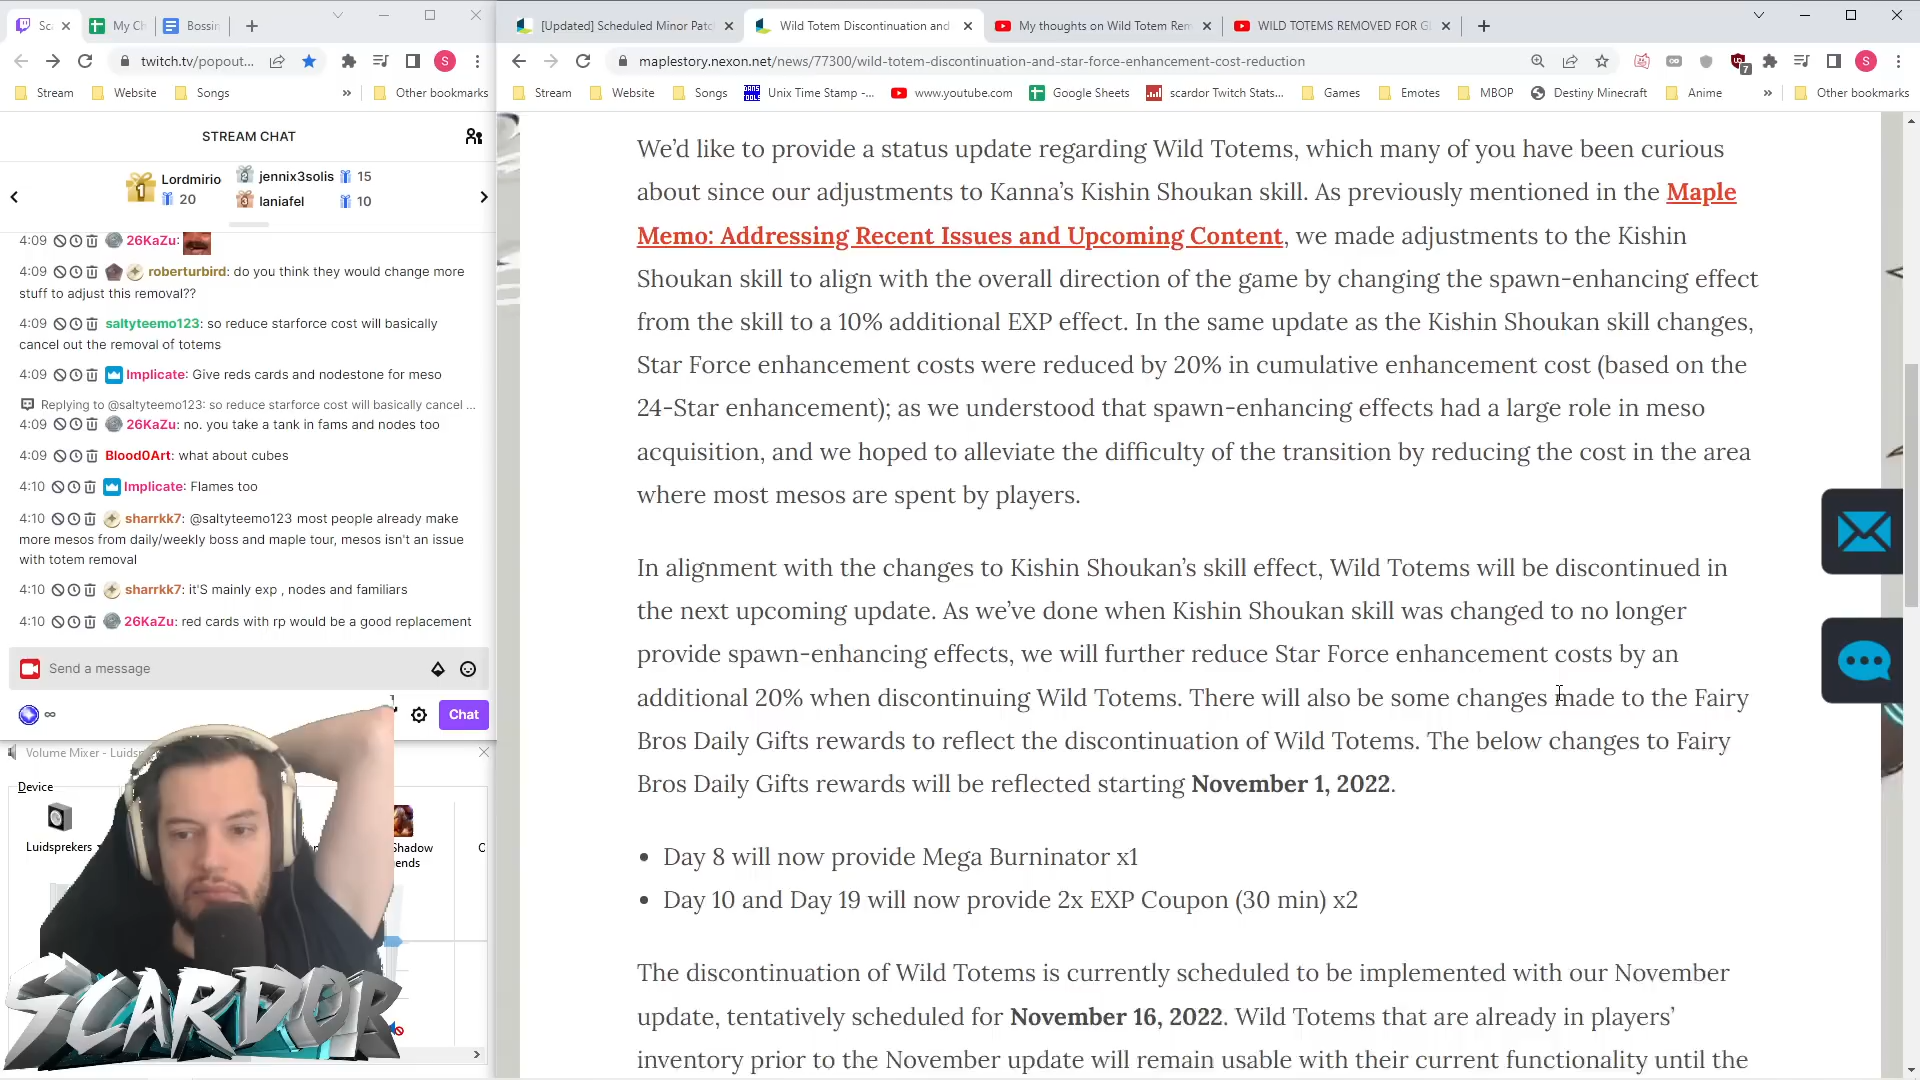 My Ch
Bossin
[Updated] Scheduled Minor Patc
Wild Totem Discontinuation and
My thoughts on Wild Totem Rem
WILD TOTEMS REMOVED FOR G
twitch.tv/popout...
S
maplestory.nexon.net/news/77300/wild-totem-discontinuation-and-star-force-enhancement-cost-reduction
7
S
Stream
Website
Songs
»
Other bookmarks
Stream
Website
Songs
Unix Time Stamp -...
www.youtube.com
Google Sheets
scardor Twitch Stats...
Games
Emotes
MBOP
Destiny Minecraft
Anime
»
Other bookmarks
STREAM CHAT
1
Lordmirio
20
2
jennix3solis
15
3
laniafel
10
4:09 26KaZu:
4:09 roberturbird: do you think they would change more
stuff to adjust this removal??
4:09 saltyteemo123: so reduce starforce cost will basically
cancel out the removal of totems
4:09 Implicate: Give reds cards and nodestone for meso
Replying to @saltyteemo123: so reduce starforce cost will basically cancel ...
4:09 26KaZu: no. you take a tank in fams and nodes too
4:09 Blood0Art: what about cubes
4:10 Implicate: Flames too
4:10 sharrkk7: @saltyteemo123 most people already make
more mesos from daily/weekly boss and maple tour, mesos isn't an issue
with totem removal
4:10 sharrkk7: it'S mainly exp , nodes and familiars
4:10 26KaZu: red cards with rp would be a good replacement
Send a message
∞
Chat
Volume Mixer - Luidsp
Device
Luidsprekers
Shadow
ends
SCARDOR
We’d like to provide a status update regarding Wild Totems, which many of you have been curious
about since our adjustments to Kanna’s Kishin Shoukan skill. As previously mentioned in the Maple
Memo: Addressing Recent Issues and Upcoming Content, we made adjustments to the Kishin
Shoukan skill to align with the overall direction of the game by changing the spawn-enhancing effect
from the skill to a 10% additional EXP effect. In the same update as the Kishin Shoukan skill changes,
Star Force enhancement costs were reduced by 20% in cumulative enhancement cost (based on the
24-Star enhancement); as we understood that spawn-enhancing effects had a large role in meso
acquisition, and we hoped to alleviate the difficulty of the transition by reducing the cost in the area
where most mesos are spent by players.
In alignment with the changes to Kishin Shoukan’s skill effect, Wild Totems will be discontinued in
the next upcoming update. As we’ve done when Kishin Shoukan skill was changed to no longer
provide spawn-enhancing effects, we will further reduce Star Force enhancement costs by an
additional 20% when discontinuing Wild Totems. There will also be some changes made to the Fairy
Bros Daily Gifts rewards to reflect the discontinuation of Wild Totems. The below changes to Fairy
Bros Daily Gifts rewards will be reflected starting November 1, 2022.
• Day 8 will now provide Mega Burninator x1
• Day 10 and Day 19 will now provide 2x EXP Coupon (30 min) x2
The discontinuation of Wild Totems is currently scheduled to be implemented with our November
update, tentatively scheduled for November 16, 2022. Wild Totems that are already in players’
inventory prior to the November update will remain usable with their current functionality until the